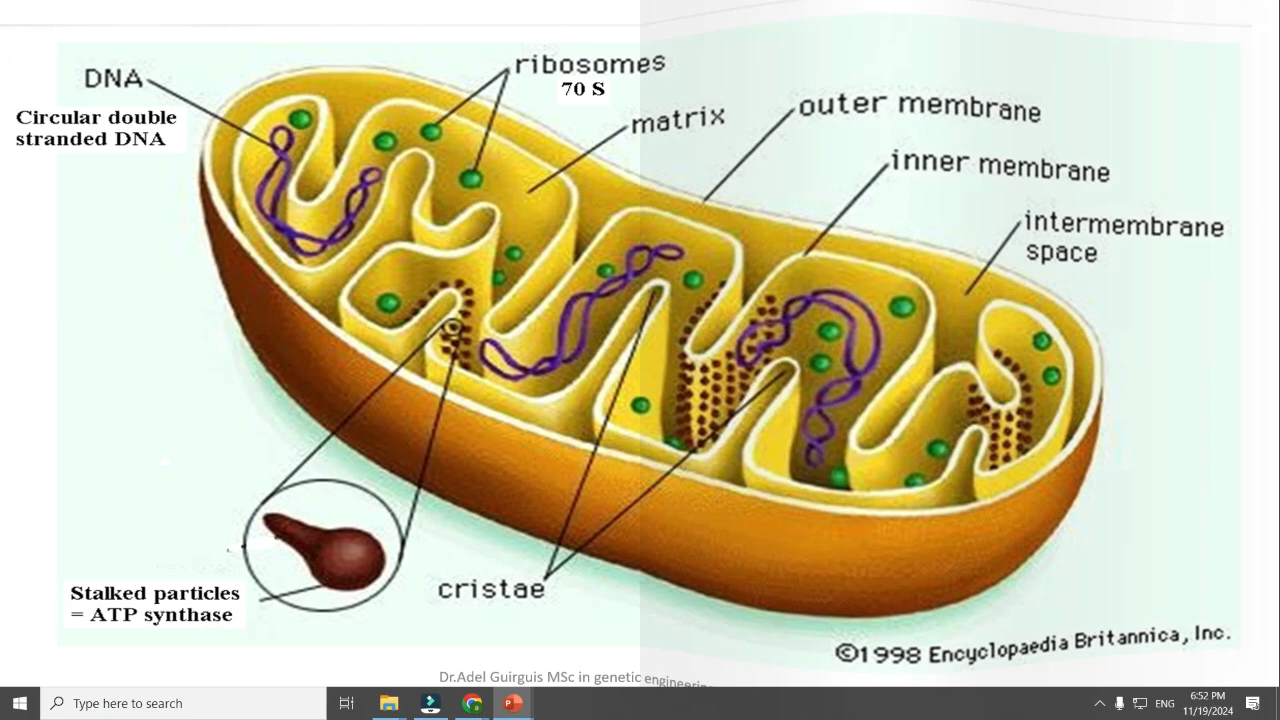 DNA
Circular double
stranded DNA
ribosomes
70 S
matrix
outer membrane
inner membrane
intermembrane
space
Stalked particles
= ATP synthase
cristae
©1998 Encyclopaedia Britannica, Inc.
Dr.Adel Guirguis MSc in genetic engineering
Type here to search
ENG
6:52 PM
11/19/2024